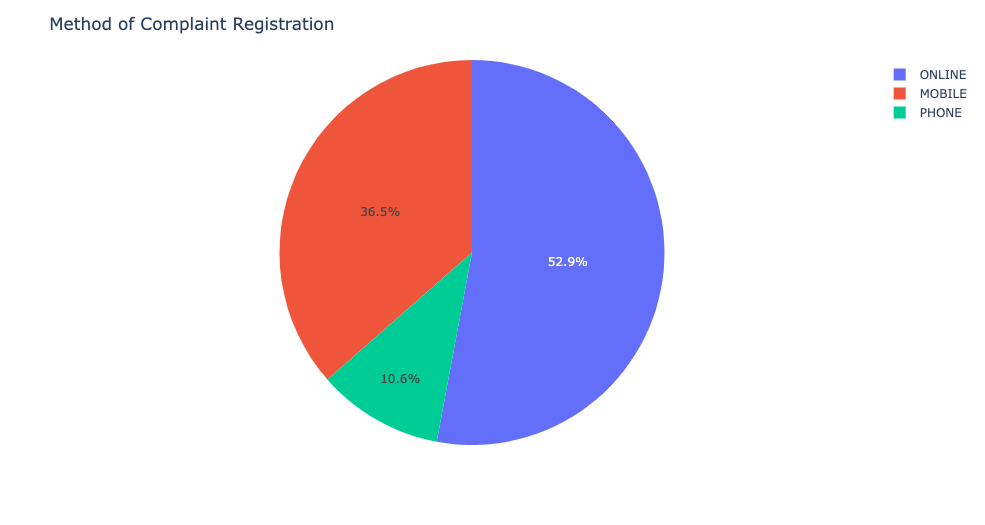 Method of Complaint Registration
ONLINE
MOBILE
PHONE
36.5%
52.9%
10.6%